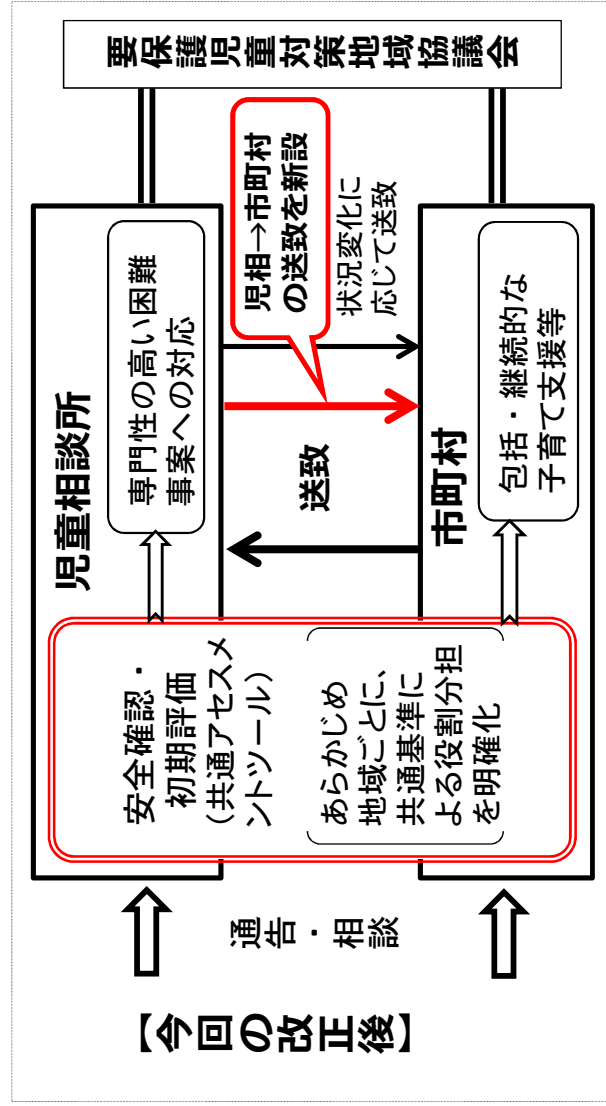 【今回の改正後】
通告・相談
児童相談所
安全確認・
初期評価
(共通アセスメ
ントツール)
あらかじめ
地域ごとに、
共通基準に
よる役割分担
を明確化
専門性の高い困難
事案への対応
送致
児相→市町村
の送致を新設
状況変化に
応じて送致
市町村
包括・継続的な
子育て支援等
要保護児童対策地域協議会